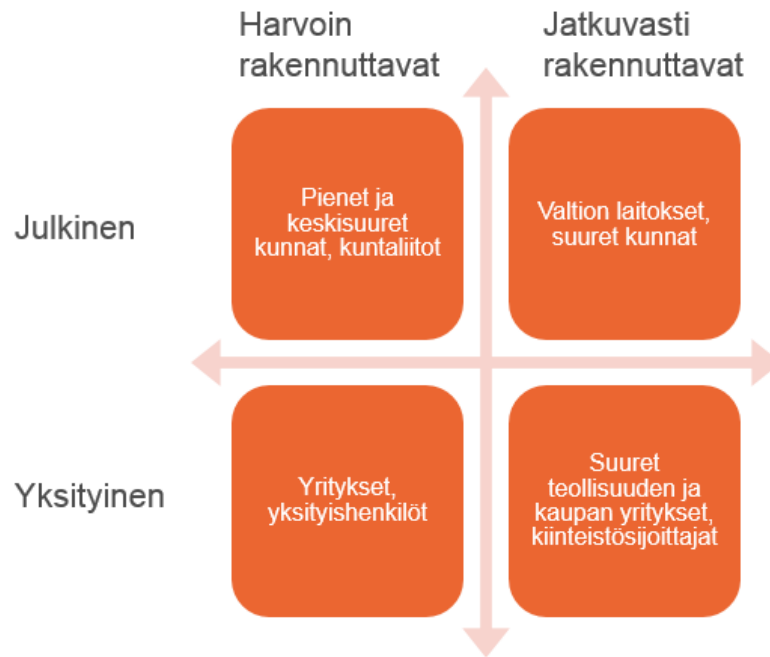 Harvoin
rakennuttavat
Jatkuvasti
rakennuttavat
Julkinen
Pienet ja
keskisuuret
kunnat, kuntaliitot
Valtion laitokset,
suuret kunnat
Yksityinen
Yritykset,
yksityishenkilöt
Suuret
teollisuuden ja
kaupan yritykset,
kiinteistösijoittajat